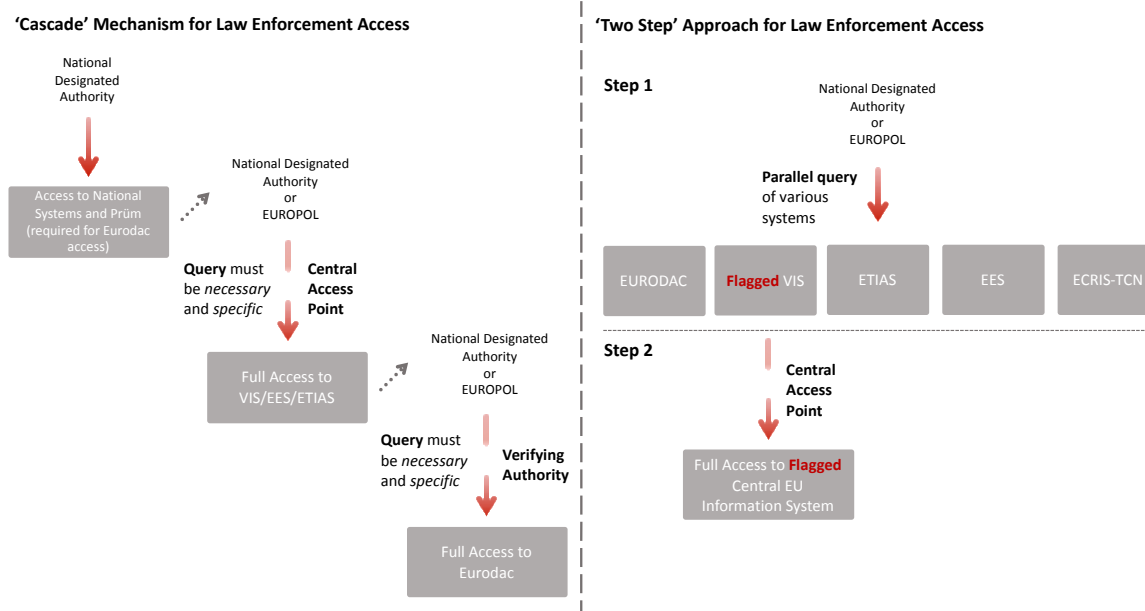 ‘Cascade’ Mechanism for Law Enforcement Access
National
Designated
Authority
Access to National
Systems and Prüm
(required for Eurodac
access)
National Designated
Authority
or
EUROPOL
Query must
be necessary
and specific
Central
Access
Point
Full Access to
VIS/EES/ETIAS
National Designated
Authority
or
EUROPOL
Query must
be necessary
and specific
Verifying
Authority
Full Access to
Eurodac
‘Two Step’ Approach for Law Enforcement Access
Step 1
National Designated
Authority
or
EUROPOL
Parallel query
of various
systems
EURODAC
Flagged VIS
ETIAS
EES
ECRIS-TCN
Step 2
Central
Access
Point
Full Access to Flagged
Central EU
Information System